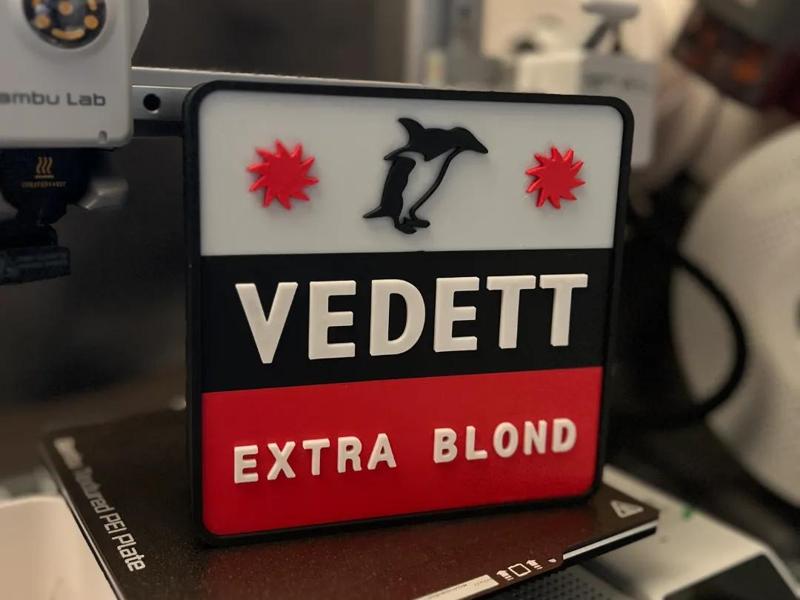 ambu Lab
VEDETT
EXTRA BLOND
Textured PEI Plate